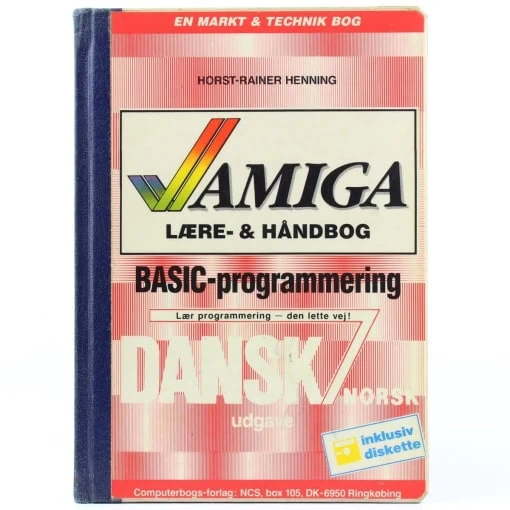 EN MARKT & TECHNIK BOG
HORST-RAINER HENNING
AMIGA
LÆRE- & HÅNDBOG
BASIC-programmering
Lær programmering — den lette vej!
DANSK/
NORSK
udgave
inklusiv
diskette
Computerbogs-forlag: NCS, box 105, DK-6950 Ringkøbing